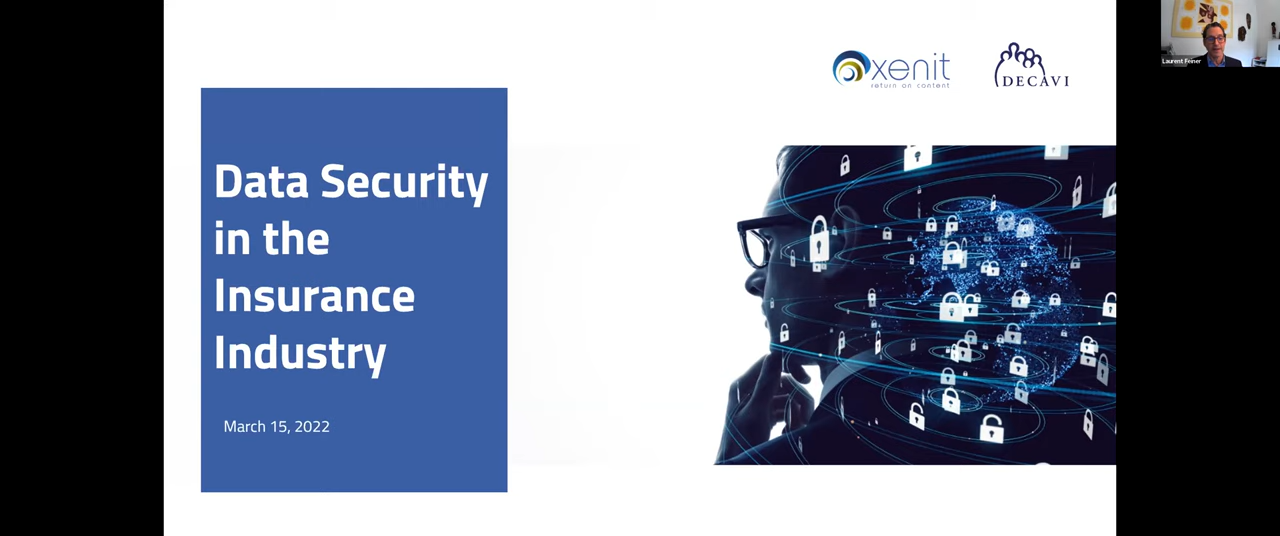 xenit
return on content
DECAVI
Laurent Feiner
Data Security
in the
Insurance
Industry
March 15, 2022